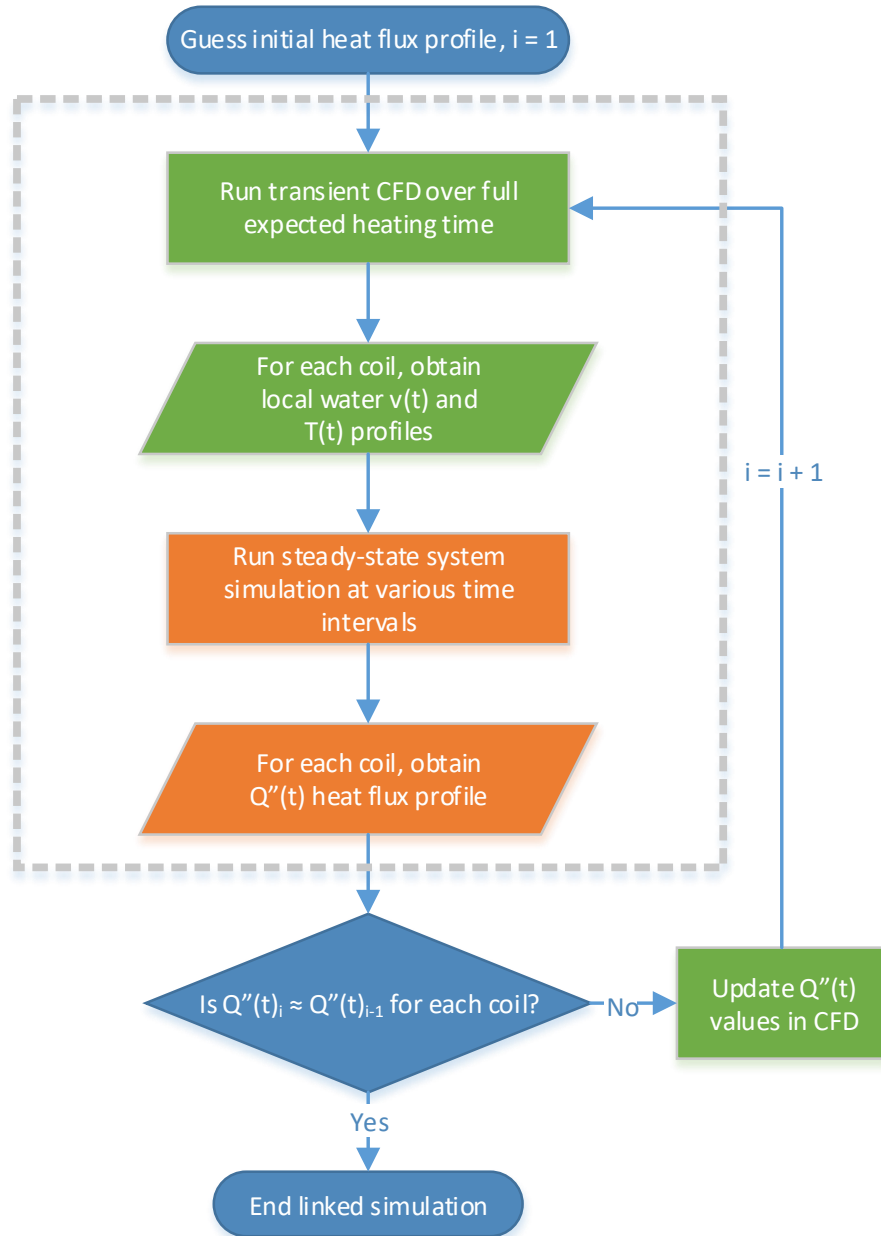 Guess initial heat flux profile, i = 1
Run transient CFD over full
expected heating time
For each coil, obtain
local water v(t) and
T(t) profiles
i = i + 1
Run steady-state system
simulation at various time
intervals
For each coil, obtain
Q″(t) heat flux profile
Is Q″(t)i ≈ Q″(t)i-1 for each coil?
No
Update Q″(t)
values in CFD
Yes
End linked simulation